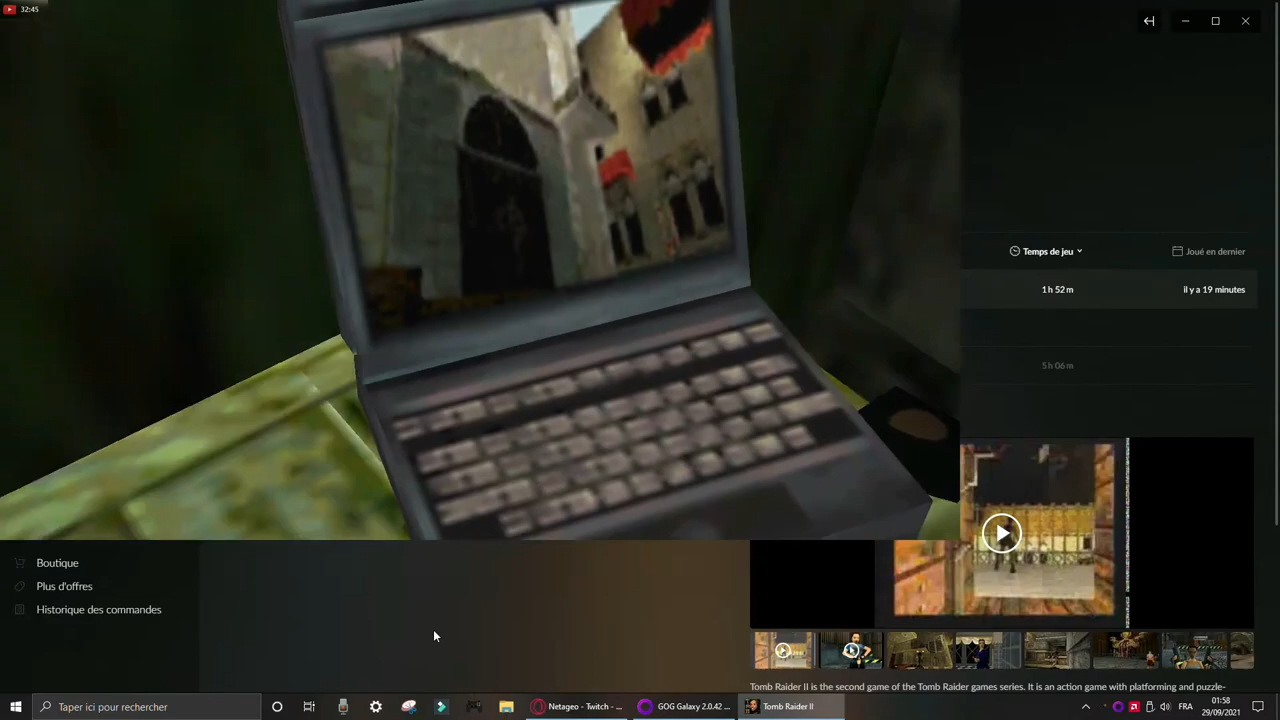 32:45
Temps de jeu
Joué en dernier
1 h 52 m
il y a 19 minutes
5 h 06 m
Boutique
Plus d'offres
Historique des commandes
Tomb Raider II is the second game of the Tomb Raider games series. It is an action game with platforming and puzzle-
Taper ici pour rechercher
Netageo - Twitch - ...
GOG Galaxy 2.0.42 ...
Tomb Raider II
FRA
01:58
29/09/2021